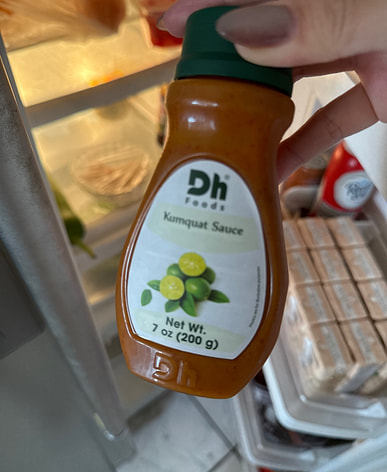 Dh®
Foods
Kumquat Sauce
Net Wt.
7 oz (200 g)
Dh